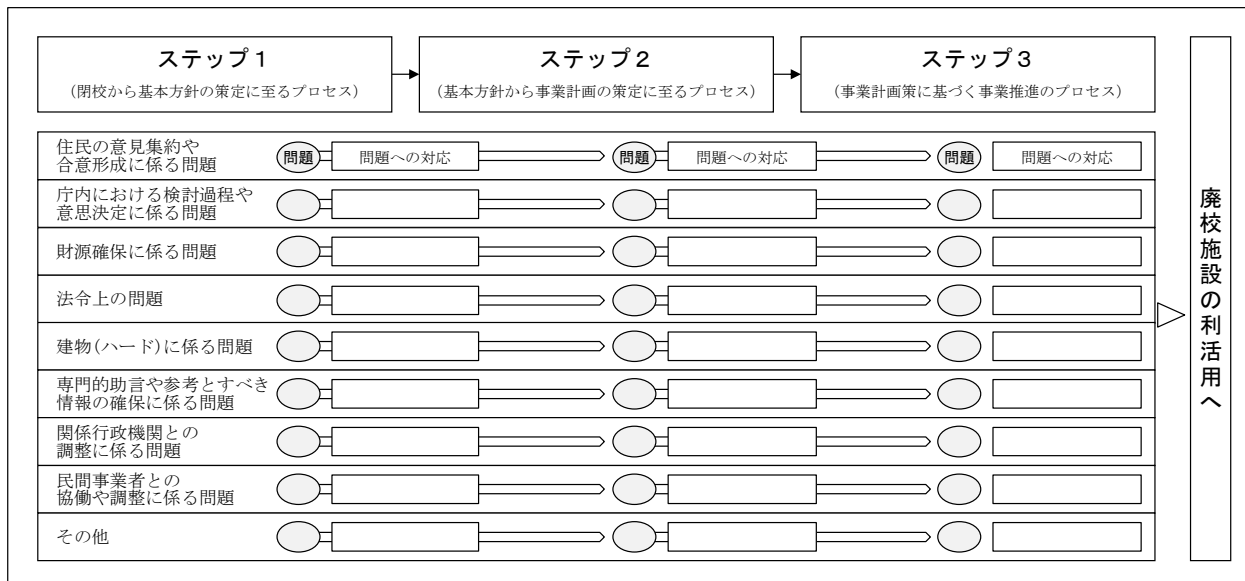 ステップ1
(閉校から基本方針の策定に至るプロセス)
ステップ2
(基本方針から事業計画の策定に至るプロセス)
ステップ3
(事業計画策に基づく事業推進のプロセス)
住民の意見集約や
合意形成に係る問題
問題
問題への対応
問題
問題への対応
問題
問題への対応
庁内における検討過程や
意思決定に係る問題
財源確保に係る問題
法令上の問題
建物(ハード)に係る問題
専門的助言や参考とすべき
情報の確保に係る問題
関係行政機関との
調整に係る問題
民間事業者との
協働や調整に係る問題
その他
廃校施設の利活用へ